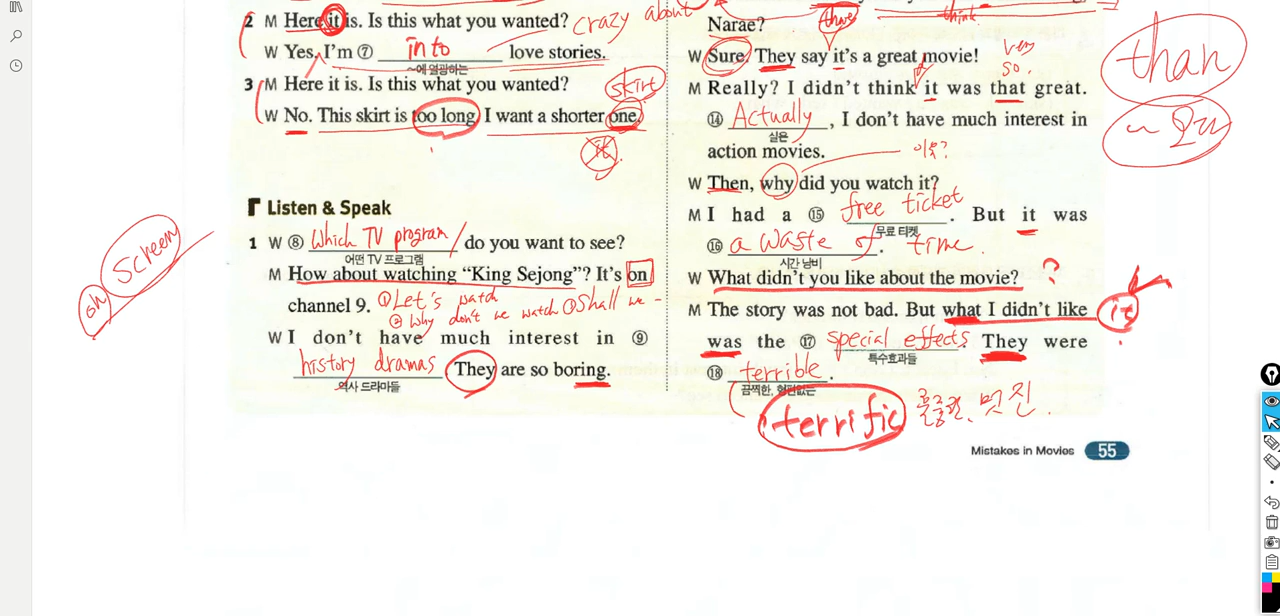 2 M Here it is. Is this what you wanted? crazy about
W Yes, I'm ⑦ into love stories.
~에 열광하는
3 M Here it is. Is this what you wanted?
skirt
W No. This skirt is too long. I want a shorter one.
it
Listen & Speak
1 W ⑧ Which TV program / do you want to see?
어떤 TV 프로그램
M How about watching “King Sejong”? It's on
channel 9. ① Let's watch ① Shall we ~
② Why don't we watch
W I don't have much interest in ⑨
history dramas. They are so boring.
역사 드라마들
on screen
Narae?
think
W Sure. They say it's a great movie!
very
so.
M Really? I didn't think it was that great.
⑭ Actually, I don't have much interest in
실은
action movies.
W Then, why did you watch it?
M I had a ⑮ free ticket. But it was
무료 티켓
⑯ a waste of time.
시간 낭비
W What didn't you like about the movie? ?
M The story was not bad. But what I didn't like it
was the ⑰ special effects. They were
특수효과들
⑱ terrible.
끔찍한, 형편없는
terrific 훌륭한, 멋진.
than
Mistakes in Movies 55